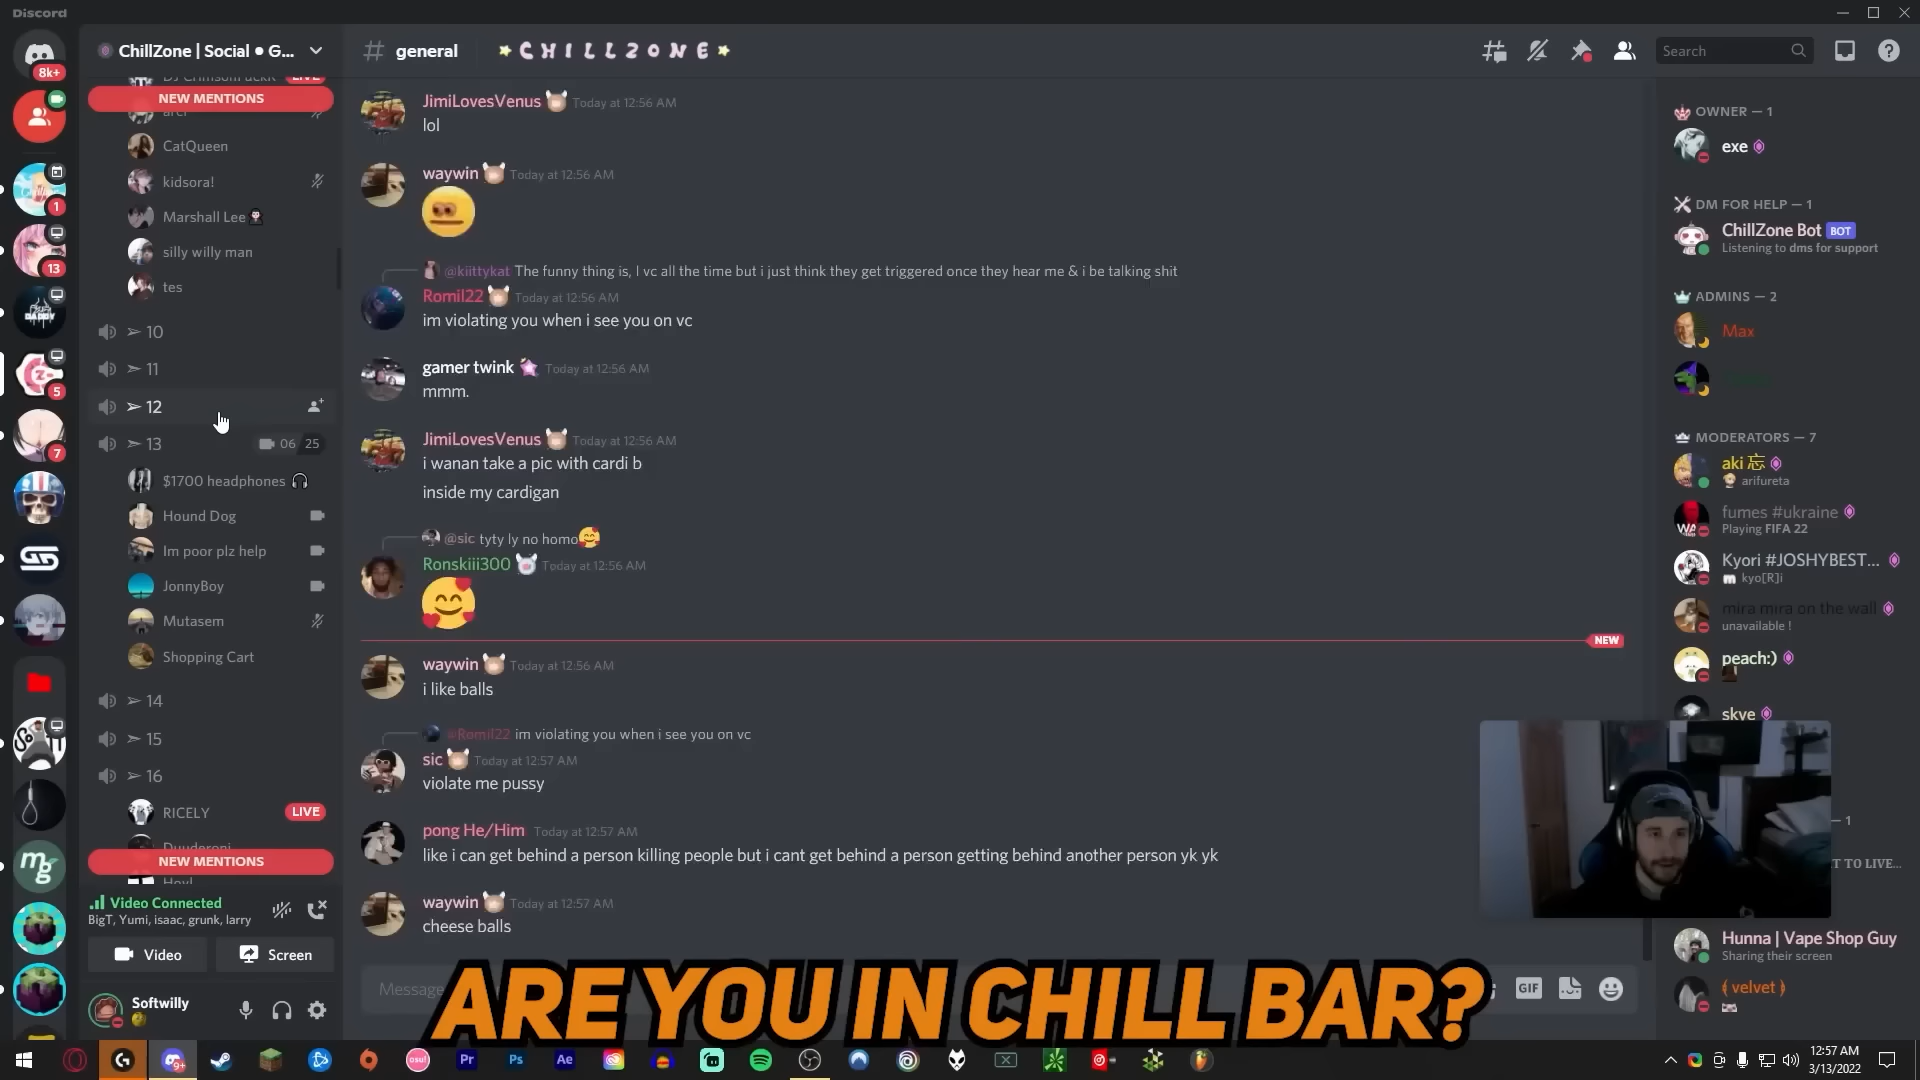 Discord
8k+
1
13
5
7
ChillZone | Social ● G...
NEW MENTIONS
CatQueen
kidsora!
Marshall Lee
silly willy man
tes
➣ 10
➣ 11
➣ 12
➣ 13
06 25
$1700 headphones
Hound Dog
Im poor plz help
JonnyBoy
Mutasem
Shopping Cart
➣ 14
➣ 15
➣ 16
RICELY
LIVE
NEW MENTIONS
Video Connected
BigT, Yumi, isaac, grunk, larry
Video
Screen
Softwilly
# general
CHILLZONE
Search
JimiLovesVenus Today at 12:56 AM
lol
waywin Today at 12:56 AM
@kiittykat The funny thing is, I vc all the time but i just think they get triggered once they hear me & i be talking shit
Romil22 Today at 12:56 AM
im violating you when i see you on vc
gamer twink Today at 12:56 AM
mmm.
JimiLovesVenus Today at 12:56 AM
i wanan take a pic with cardi b
inside my cardigan
@sic tyty ly no homo🥰
Ronskiii300 Today at 12:56 AM
NEW
waywin Today at 12:56 AM
i like balls
@Romil22 im violating you when i see you on vc
sic Today at 12:57 AM
violate me pussy
pong He/Him Today at 12:57 AM
like i can get behind a person killing people but i cant get behind a person getting behind another person yk yk
waywin Today at 12:57 AM
cheese balls
Message
GIF
ARE YOU IN CHILL BAR?
OWNER — 1
exe
DM FOR HELP — 1
ChillZone Bot BOT
Listening to dms for support
ADMINS — 2
Max
MODERATORS — 7
aki 忘
arifureta
fumes #ukraine
Playing FIFA 22
Kyori #JOSHYBEST...
kyo[R]i
mira mira on the wall
unavailable !
peach:)
skye
— 1
T TO LIVE...
Hunna | Vape Shop Guy
Sharing their screen
( velvet )
Pr
Ps
Ae
osu!
9+
12:57 AM
3/13/2022